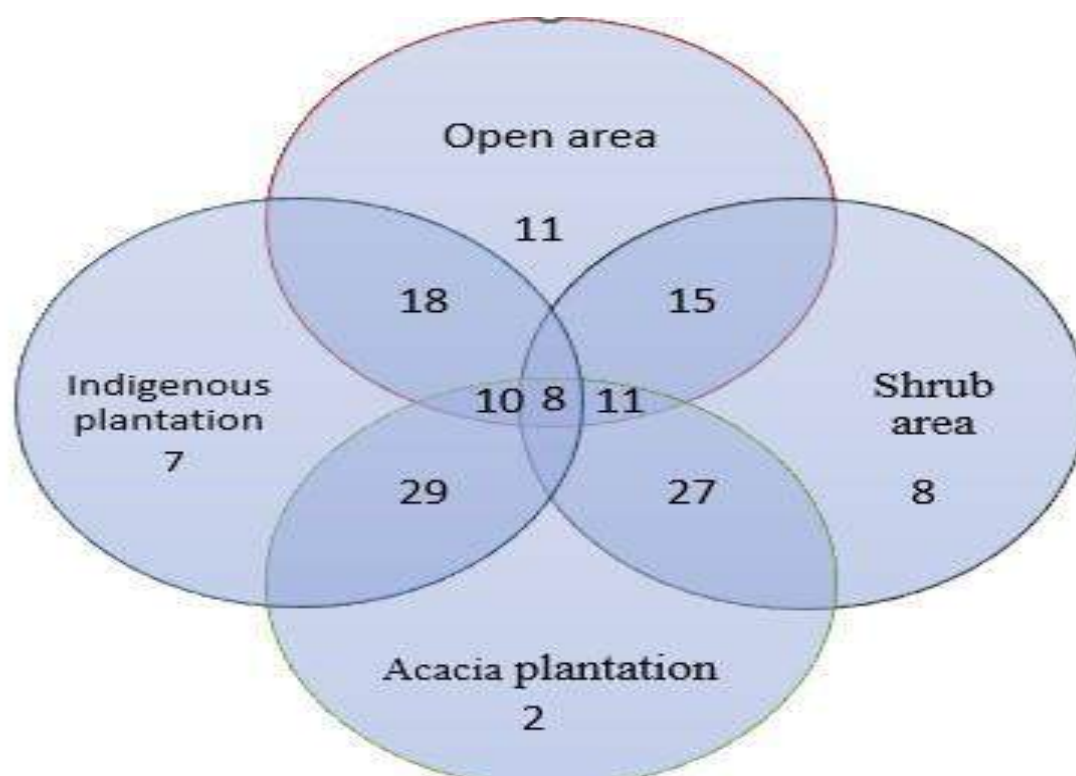 Open area
11
18
15
Indigenous
plantation
7
10 8 11
Shrub
area
8
29
27
Acacia plantation
2